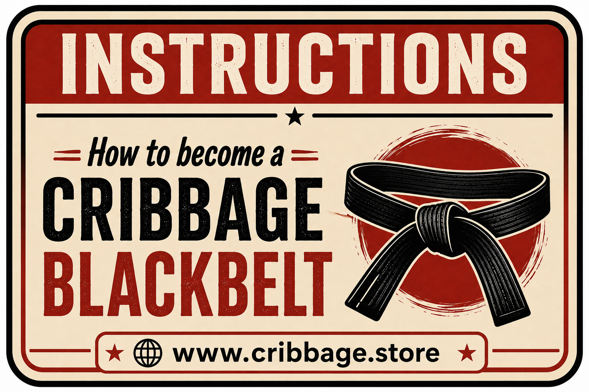 INSTRUCTIONS
How to become a
CRIBBAGE
BLACKBELT
www.cribbage.store